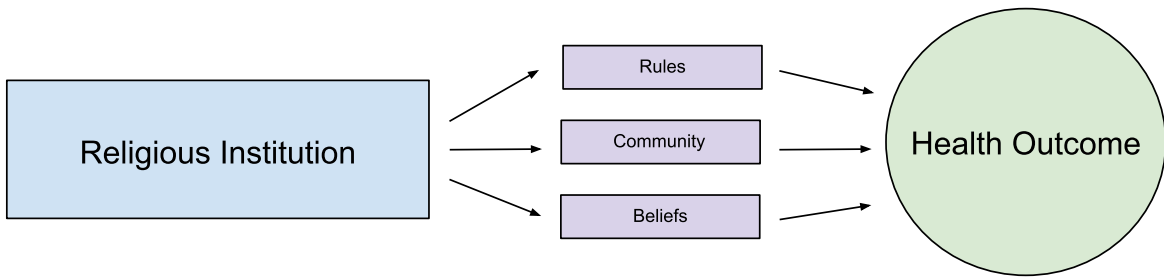 Religious Institution
Rules
Community
Beliefs
Health Outcome